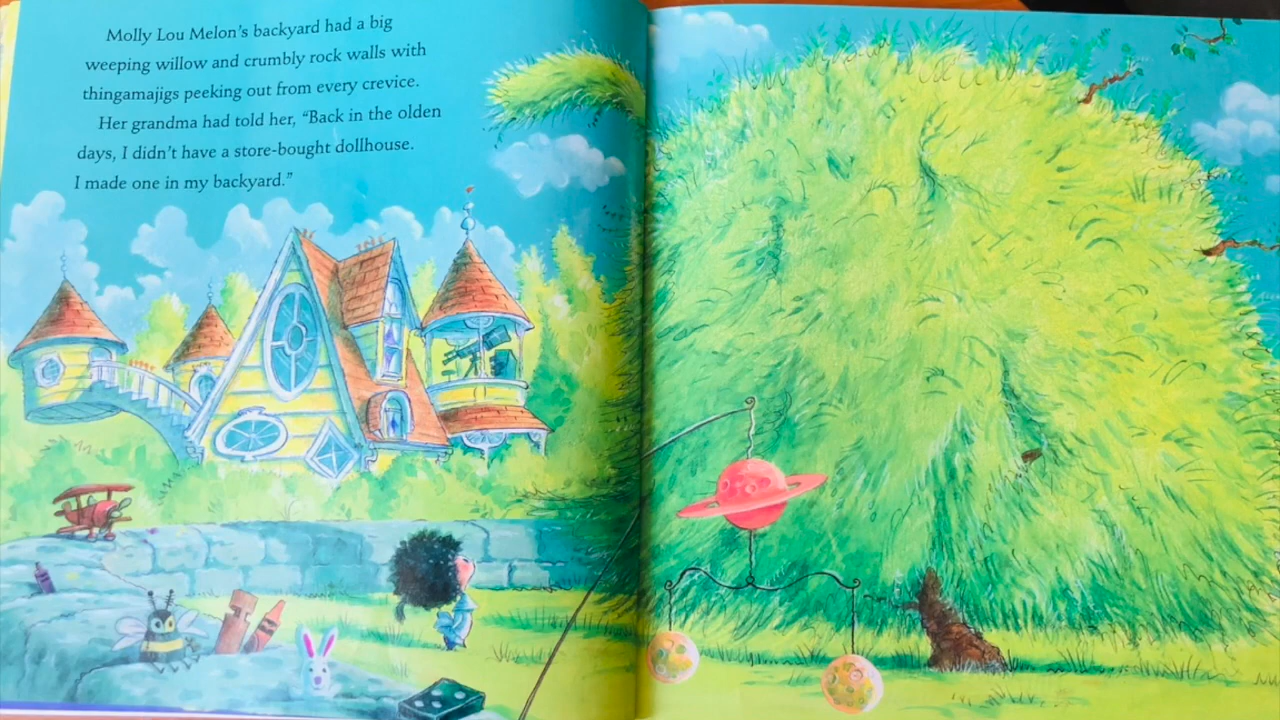 Molly Lou Melon's backyard had a big
weeping willow and crumbly rock walls with
thingamajigs peeking out from every crevice.
Her grandma had told her, “Back in the olden
days, I didn't have a store-bought dollhouse.
I made one in my backyard.”